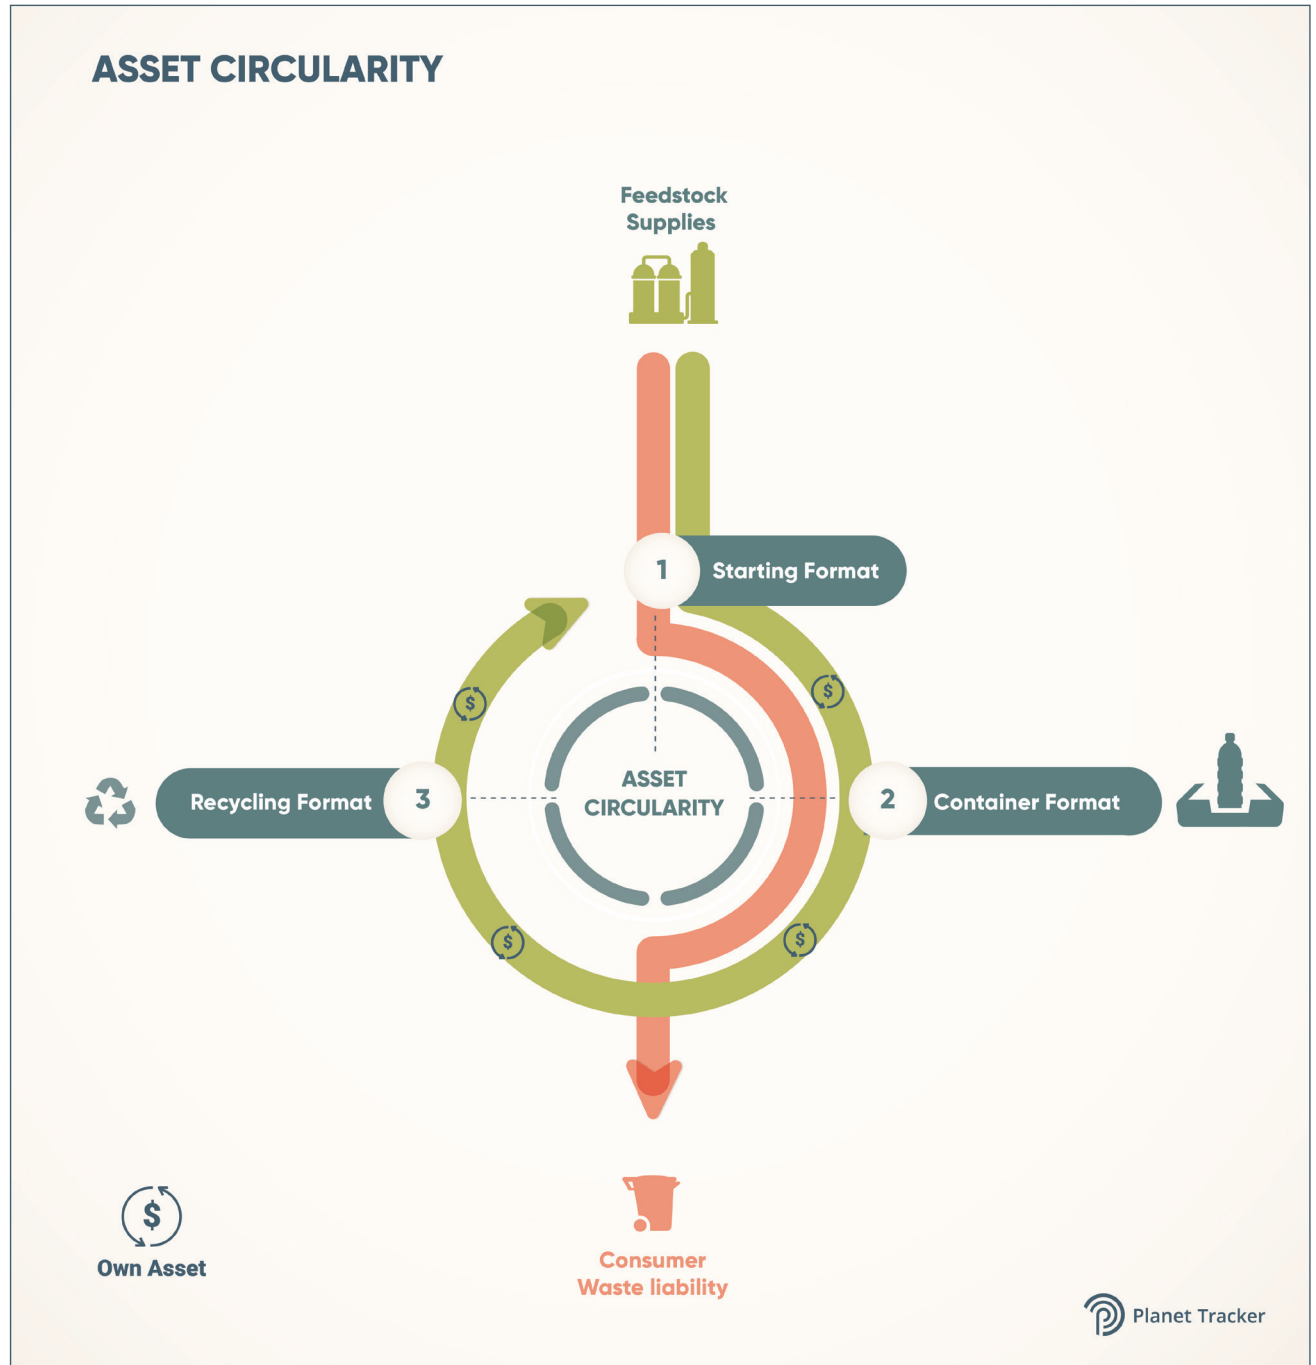 ASSET CIRCULARITY
Feedstock
Supplies
1
Starting Format
$
$
ASSET
CIRCULARITY
Recycling Format
3
2
Container Format
$
$
$
Own Asset
Consumer
Waste liability
Planet Tracker